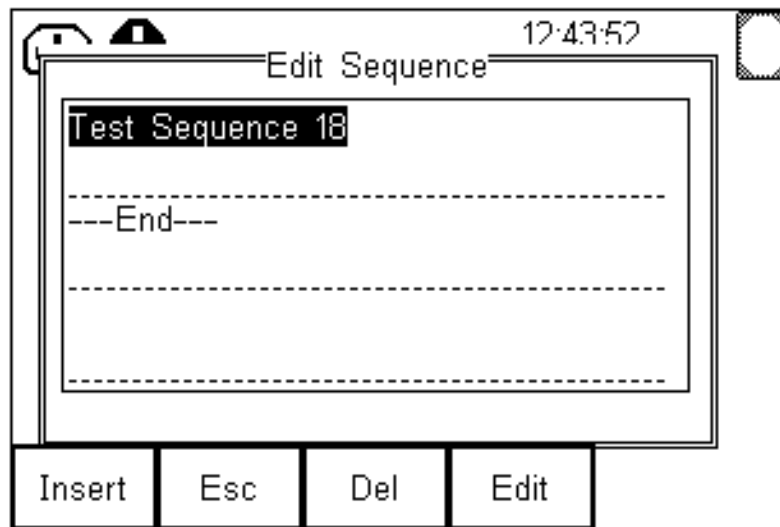 12:43:52
Edit Sequence
Test Sequence 18
---End---
Insert Esc Del Edit